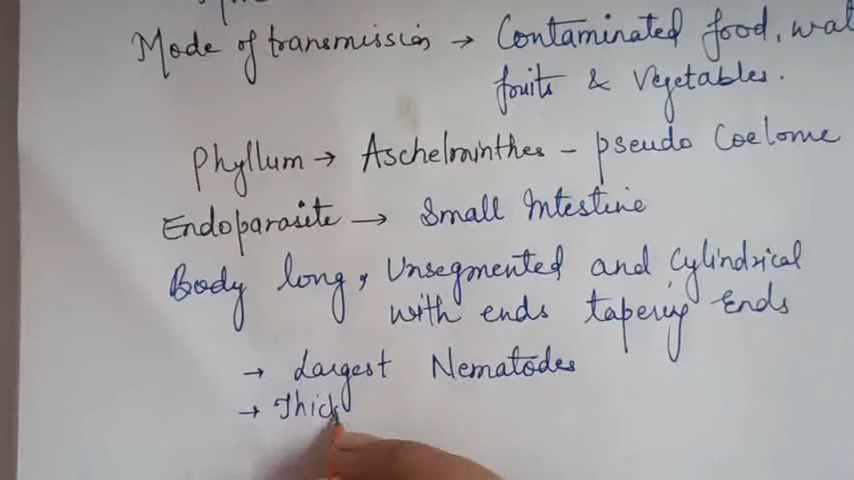 Mode of transmission → Contaminated food, wat
fruits & Vegetables.
Phyllum → Aschelminthes - pseudo Coelome
Endoparasite → Small Intestine
Body long, Unsegmented and Cylindrical
with ends tapering Ends
→ Largest Nematodes
→ Thick